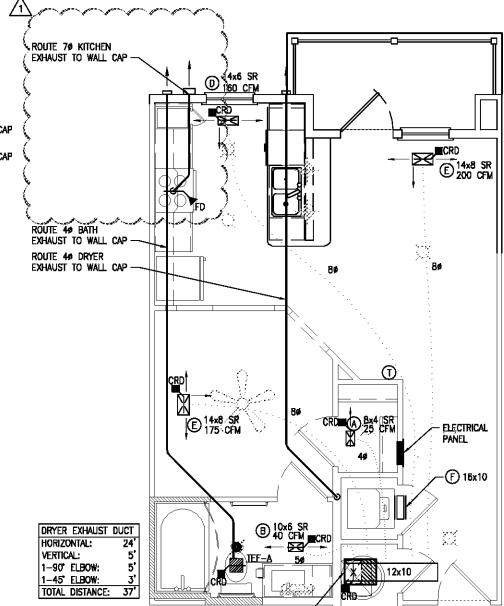 1
ROUTE 7ø KITCHEN
EXHAUST TO WALL CAP
D
14x6 SR
160 CFM
CRD
CAP
CAP
CRD
E
14x8 SR
200 CFM
FD
ROUTE 4ø BATH
EXHAUST TO WALL CAP
ROUTE 4ø DRYER
EXHAUST TO WALL CAP
8ø
8ø
T
CRD
E
14x8 SR
175 CFM
8ø
CRD
A
8x4 SR
25 CFM
4ø
ELECTRICAL
PANEL
F
16x10
B
10x6 SR
40 CFM
CRD
5ø
TEF-A
CRD
12x10
CRD
DRYER EXHAUST DUCT
HORIZONTAL: 24'
VERTICAL: 5'
1-90° ELBOW: 5'
1-45° ELBOW: 3'
TOTAL DISTANCE: 37'